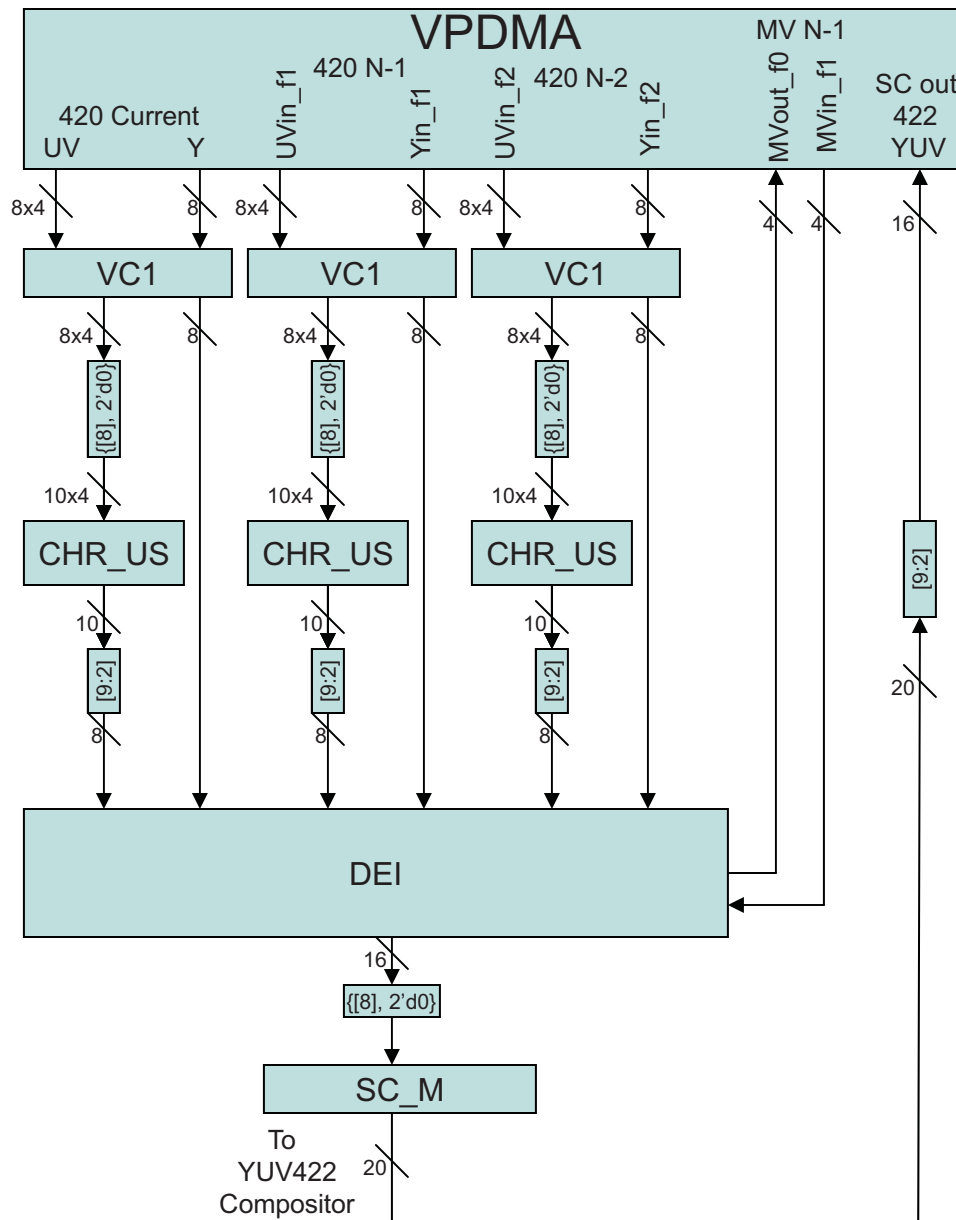 VPDMA
MV N-1
420 Current
UV
Y
UVin_f1
420 N-1
Yin_f1
UVin_f2
420 N-2
Yin_f2
MVout_f0
MVin_f1
SC out
422
YUV
8x4
8
8x4
8
8x4
8
4
4
16
VC1
VC1
VC1
8x4
8
8x4
8
8x4
8
{[8], 2'd0}
{[8], 2'd0}
{[8], 2'd0}
10x4
10x4
10x4
CHR_US
CHR_US
CHR_US
[9:2]
10
10
10
[9:2]
[9:2]
[9:2]
20
8
8
8
DEI
16
{[8], 2'd0}
SC_M
To
YUV422
Compositor
20